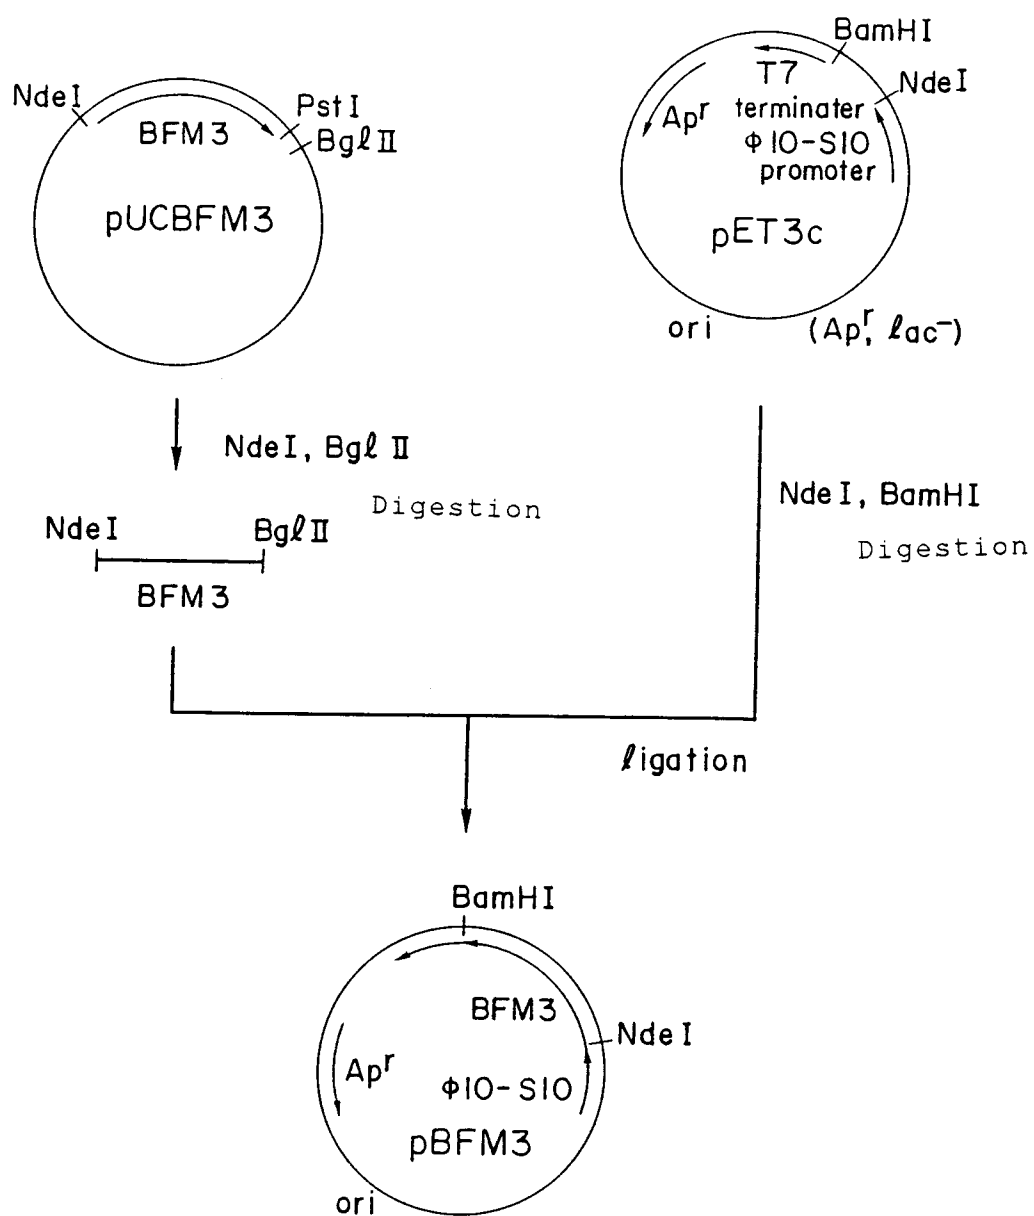 NdeI
PstI
BglII
BFM3
pUCBFM3
BamHI
NdeI
T7
terminater
Φ10-S10
promoter
Apr
pET3c
ori
(Apr, lac-)
NdeI, BglII
Digestion
NdeI
BglII
BFM3
NdeI, BamHI
Digestion
ligation
BamHI
BFM3
NdeI
Apr
Φ10-S10
pBFM3
ori